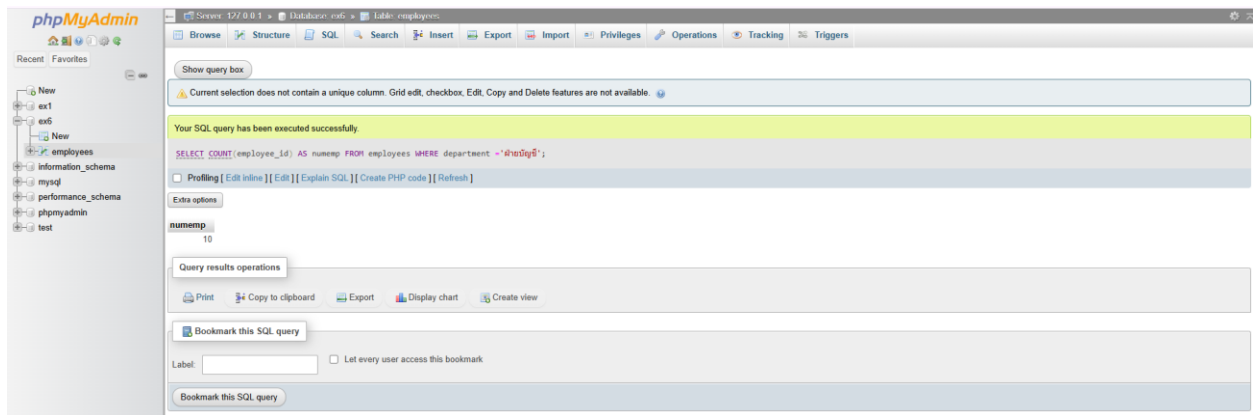 phpMyAdmin
Recent Favorites
New
ex1
ex6
New
employees
information_schema
mysql
performance_schema
phpmyadmin
test
Server: 127.0.0.1 » Database: ex6 » Table: employees
Browse Structure SQL Search Insert Export Import Privileges Operations Tracking Triggers
Show query box
Current selection does not contain a unique column. Grid edit, checkbox, Edit, Copy and Delete features are not available.
Your SQL query has been executed successfully.
SELECT COUNT(employee_id) AS numemp FROM employees WHERE department ='ฝ่ายบัญชี';
Profiling [ Edit inline ] [ Edit ] [ Explain SQL ] [ Create PHP code ] [ Refresh ]
Extra options
numemp
10
Query results operations
Print Copy to clipboard Export Display chart Create view
Bookmark this SQL query
Label: Let every user access this bookmark
Bookmark this SQL query